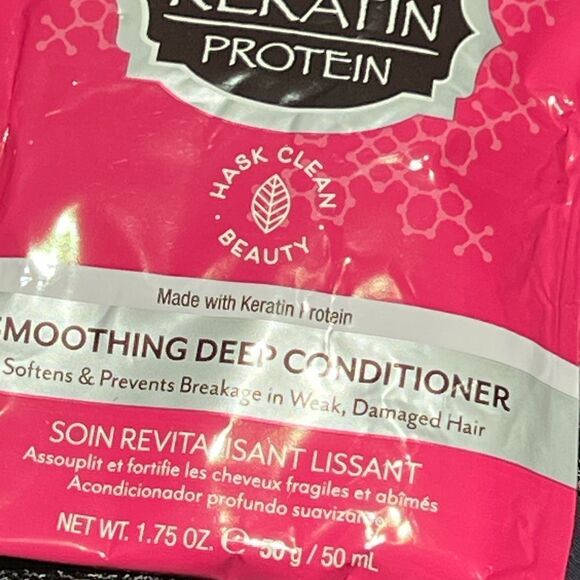 KERATIN
PROTEIN
HASK CLEAN
BEAUTY
Made with Keratin Protein
SMOOTHING DEEP CONDITIONER
Softens & Prevents Breakage in Weak, Damaged Hair
SOIN REVITALISANT LISSANT
Assouplit et fortifie les cheveux fragiles et abîmés
Acondicionador profundo suavizante
NET WT. 1.75 OZ. ℮ 50 g / 50 mL